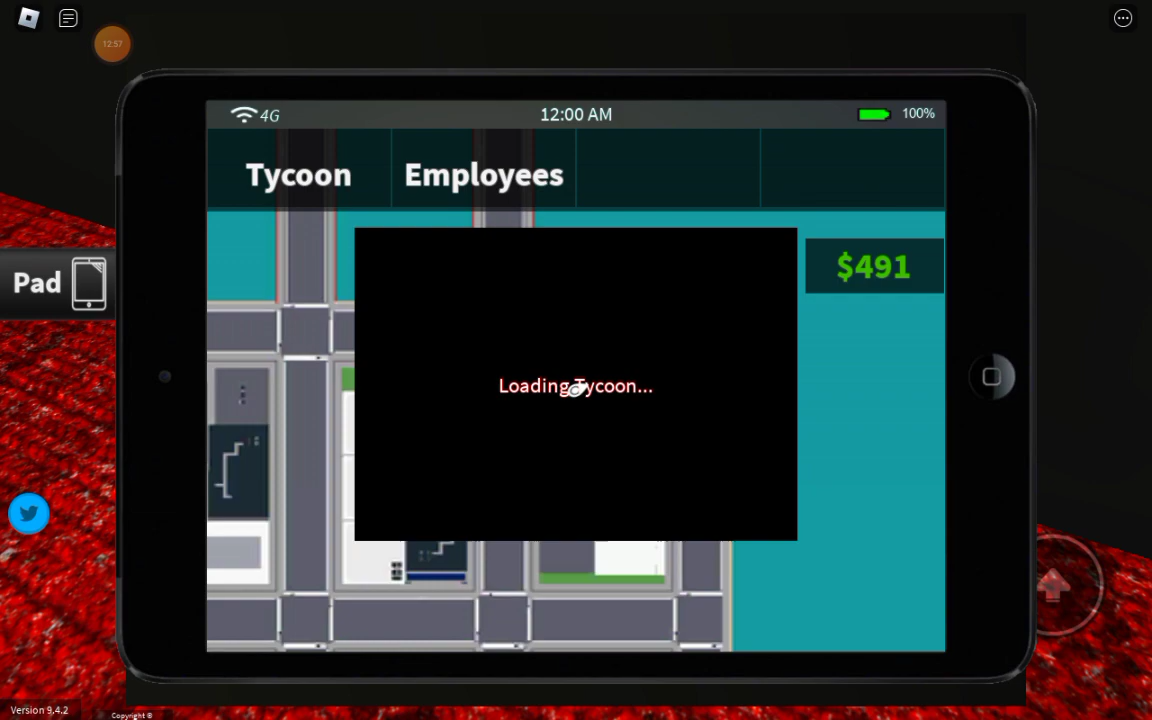 12:57
4G
12:00 AM
100%
Tycoon
Employees
$491
Pad
Loading Tycoon...
Version 9.4.2
Copyright ©